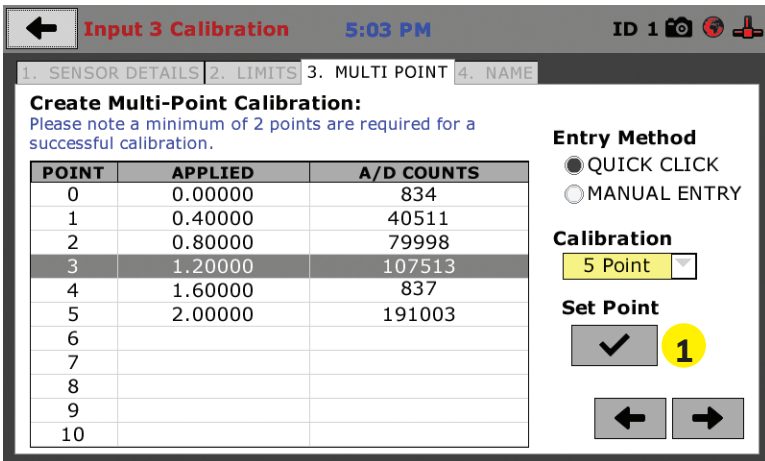 Input 3 Calibration 5:03 PM ID 1
1. SENSOR DETAILS 2. LIMITS 3. MULTI POINT 4. NAME
Create Multi-Point Calibration:
Please note a minimum of 2 points are required for a
successful calibration.
POINT APPLIED A/D COUNTS
0 0.00000 834
1 0.40000 40511
2 0.80000 79998
3 1.20000 107513
4 1.60000 837
5 2.00000 191003
6
7
8
9
10
Entry Method
QUICK CLICK
MANUAL ENTRY
Calibration
5 Point
Set Point
1